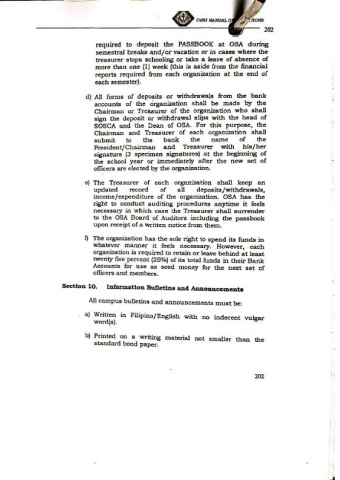 CVSU MANUAL OF
TIONS
202
required to deposit the PASSBOOK at OSA during
semestral breaks and/or vacation or in cases where the
treasurer stops schooling or take a leave of absence of
more than one (1) week (this is aside from the financial
reports required from each organization at the end of
each semester).
d) All forms of deposits or withdrawals from the bank
accounts of the organization shall be made by the
Chairman or Treasurer of the organization who shall
sign the deposit or withdrawal slips with the head of
SOSCA and the Dean of OSA. For this purpose, the
Chairman and Treasurer of each organization shall
submit to the bank the name of the
President/Chairman and Treasurer with his/her
signature (3 specimen signatures) at the beginning of
the school year or immediately after the new set of
officers are elected by the organization.
e) The Treasurer of each organization shall keep an
updated record of all deposits/withdrawals,
income/expenditure of the organization. OSA has the
right to conduct auditing procedures anytime it feels
necessary in which case the Treasurer shall surrender
to the OSA Board of Auditors including the passbook
upon receipt of a written notice from them.
f) The organization has the sole right to spend its funds in
whatever manner it feels necessary. However, each
organization is required to retain or leave behind at least
twenty five percent (25%) of its total funds in their Bank
Accounts for use as seed money for the next set of
officers and members.
Section 10. Information Bulletins and Announcements
All campus bulletins and announcements must be:
a) Written in Filipino/English with no indecent vulgar
word(s).
b) Printed on a writing material not smaller than the
standard bond paper.
202